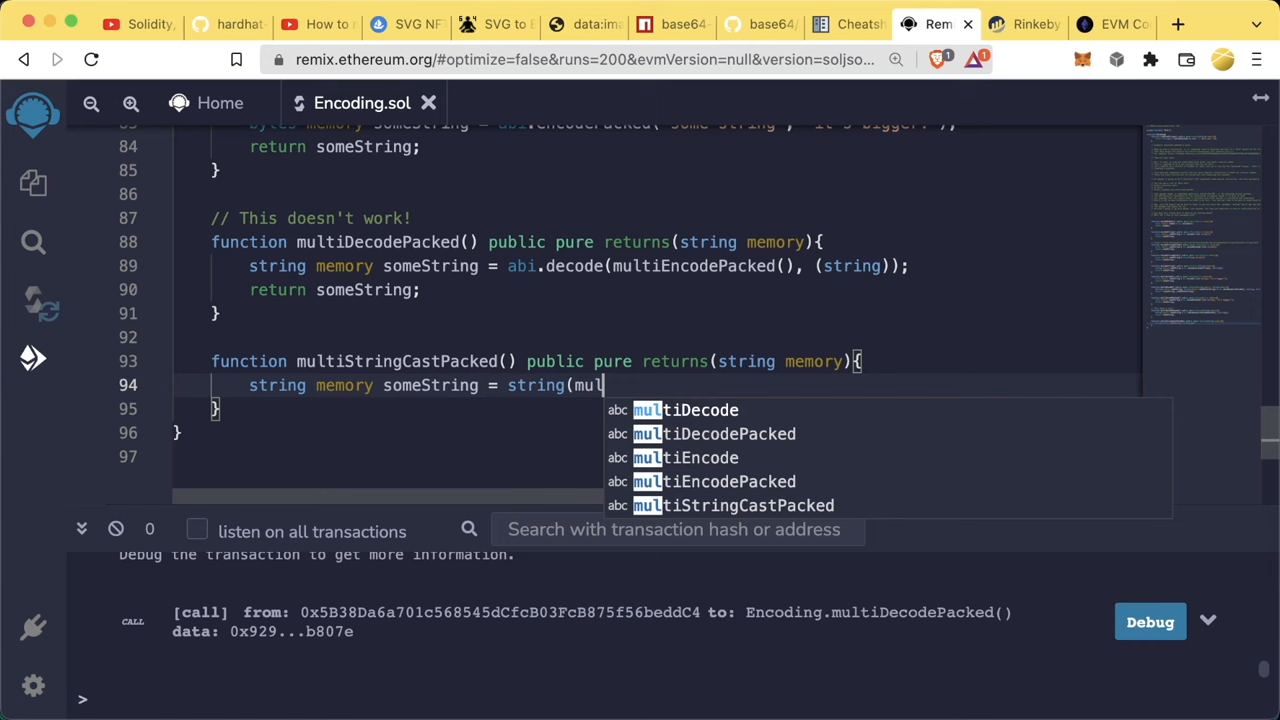 Solidity,
hardhat-
How to r
SVG NFT
SVG to E
data:ima
base64-
base64/
Cheatsh
Remi
Rinkeby
EVM Co
remix.ethereum.org/#optimize=false&runs=200&evmVersion=null&version=soljso...
1
1
Home
Encoding.sol
84 return someString;
85 }
86
87 // This doesn't work!
88 function multiDecodePacked() public pure returns(string memory){
89 string memory someString = abi.decode(multiEncodePacked(), (string));
90 return someString;
91 }
92
93 function multiStringCastPacked() public pure returns(string memory){
94 string memory someString = string(mul
95 }
96 }
97
abc multiDecode
abc multiDecodePacked
abc multiEncode
abc multiEncodePacked
abc multiStringCastPacked
0
listen on all transactions
Search with transaction hash or address
Debug the transaction to get more information.
CALL
[call] from: 0x5B38Da6a701c568545dCfcB03FcB875f56beddC4 to: Encoding.multiDecodePacked()
data: 0x929...b807e
Debug
>